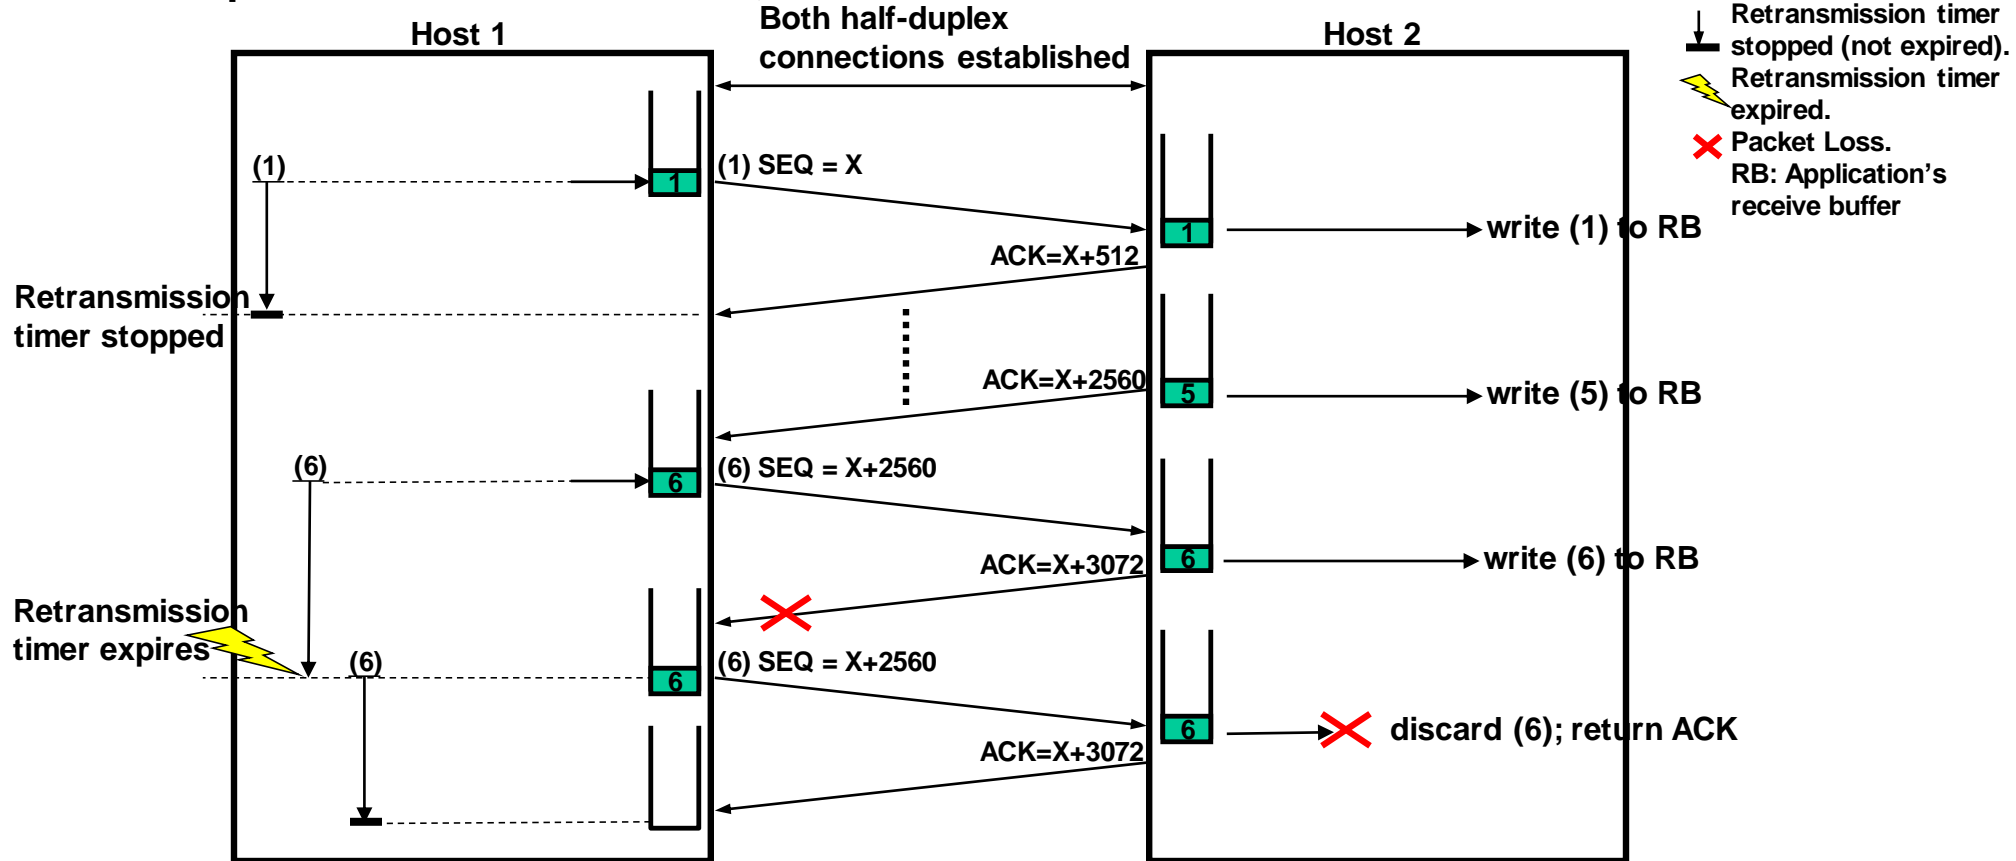 Both half-duplex
connections established
Host 1
Host 2
Retransmission timer
stopped (not expired).
Retransmission timer
expired.
Packet Loss.
RB: Application's
receive buffer
(1)
1
(1) SEQ = X
1
write (1) to RB
ACK=X+512
Retransmission
timer stopped
ACK=X+2560
5
write (5) to RB
(6)
6
(6) SEQ = X+2560
6
write (6) to RB
ACK=X+3072
Retransmission
timer expires
(6)
6
(6) SEQ = X+2560
6
discard (6); return ACK
ACK=X+3072